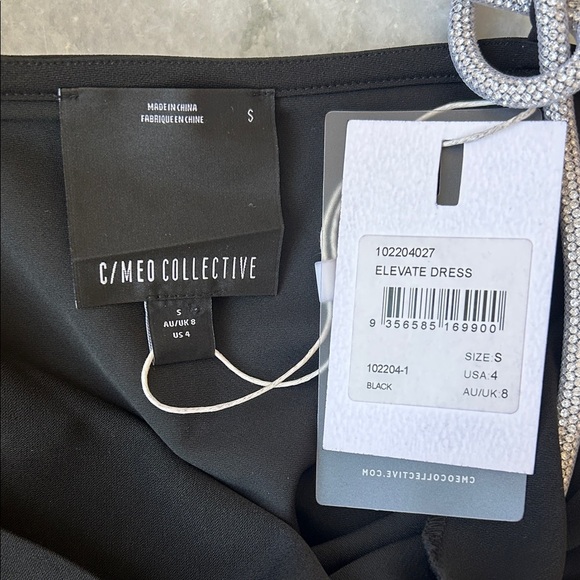 MADE IN CHINA
FABRIQUE EN CHINE
S
C/MEO COLLECTIVE
S
AU/UK 8
US 4
102204027
ELEVATE DRESS
9 356585 169900
SIZE: S
102204-1
USA: 4
BLACK
AU/UK: 8
CMEOCOLLECTIVE.COM